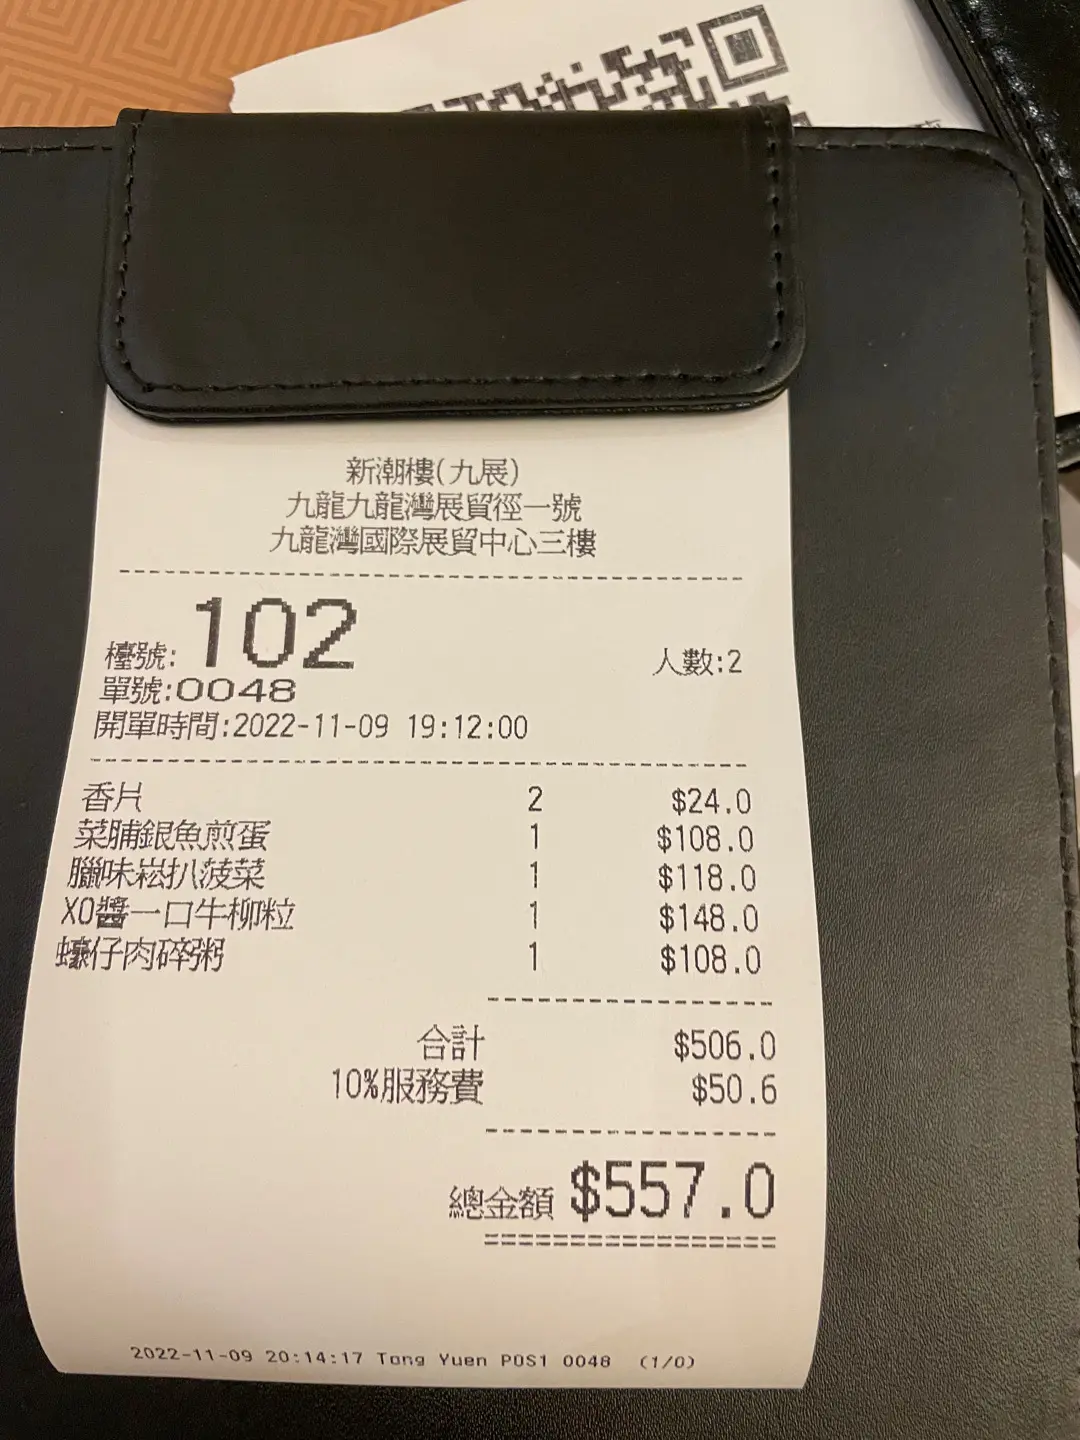 新潮樓(九展)
九龍九龍灣展貿徑一號
九龍灣國際展貿中心三樓
檯號: 102 人數:2
單號:0048
開單時間:2022-11-09 19:12:00
香片 2 $24.0
菜脯銀魚煎蛋 1 $108.0
臘味崧扒菠菜 1 $118.0
XO醬一口牛柳粒 1 $148.0
蠔仔肉碎粥 1 $108.0
合計 $506.0
10%服務費 $50.6
總金額 $557.0
2022-11-09 20:14:17 Tang Yuen POS1 0048 (1/0)